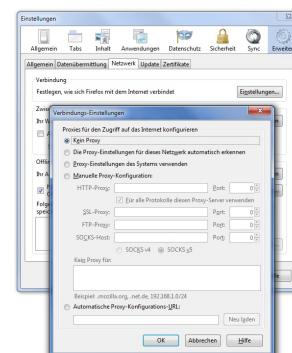 Einstellungen
Allgemein Tabs Inhalt Anwendungen Datenschutz Sicherheit Sync Erweitert
Allgemein Datenübermittlung Netzwerk Update Zertifikate
Verbindung
Festlegen, wie sich Firefox mit dem Internet verbindet Einstellungen...
Verbindungs-Einstellungen
Proxies für den Zugriff auf das Internet konfigurieren
Kein Proxy
Die Proxy-Einstellungen für dieses Netzwerk automatisch erkennen
Proxy-Einstellungen des Systems verwenden
Manuelle Proxy-Konfiguration:
HTTP-Proxy: Port: 0
Für alle Protokolle diesen Proxy-Server verwenden
SSL-Proxy: Port: 0
FTP-Proxy: Port: 0
SOCKS-Host: Port: 0
SOCKS v4 SOCKS v5
Kein Proxy für:
Beispiel: .mozilla.org, .net.de, 192.168.1.0/24
Automatische Proxy-Konfigurations-URL:
Neu laden
OK Abbrechen Hilfe